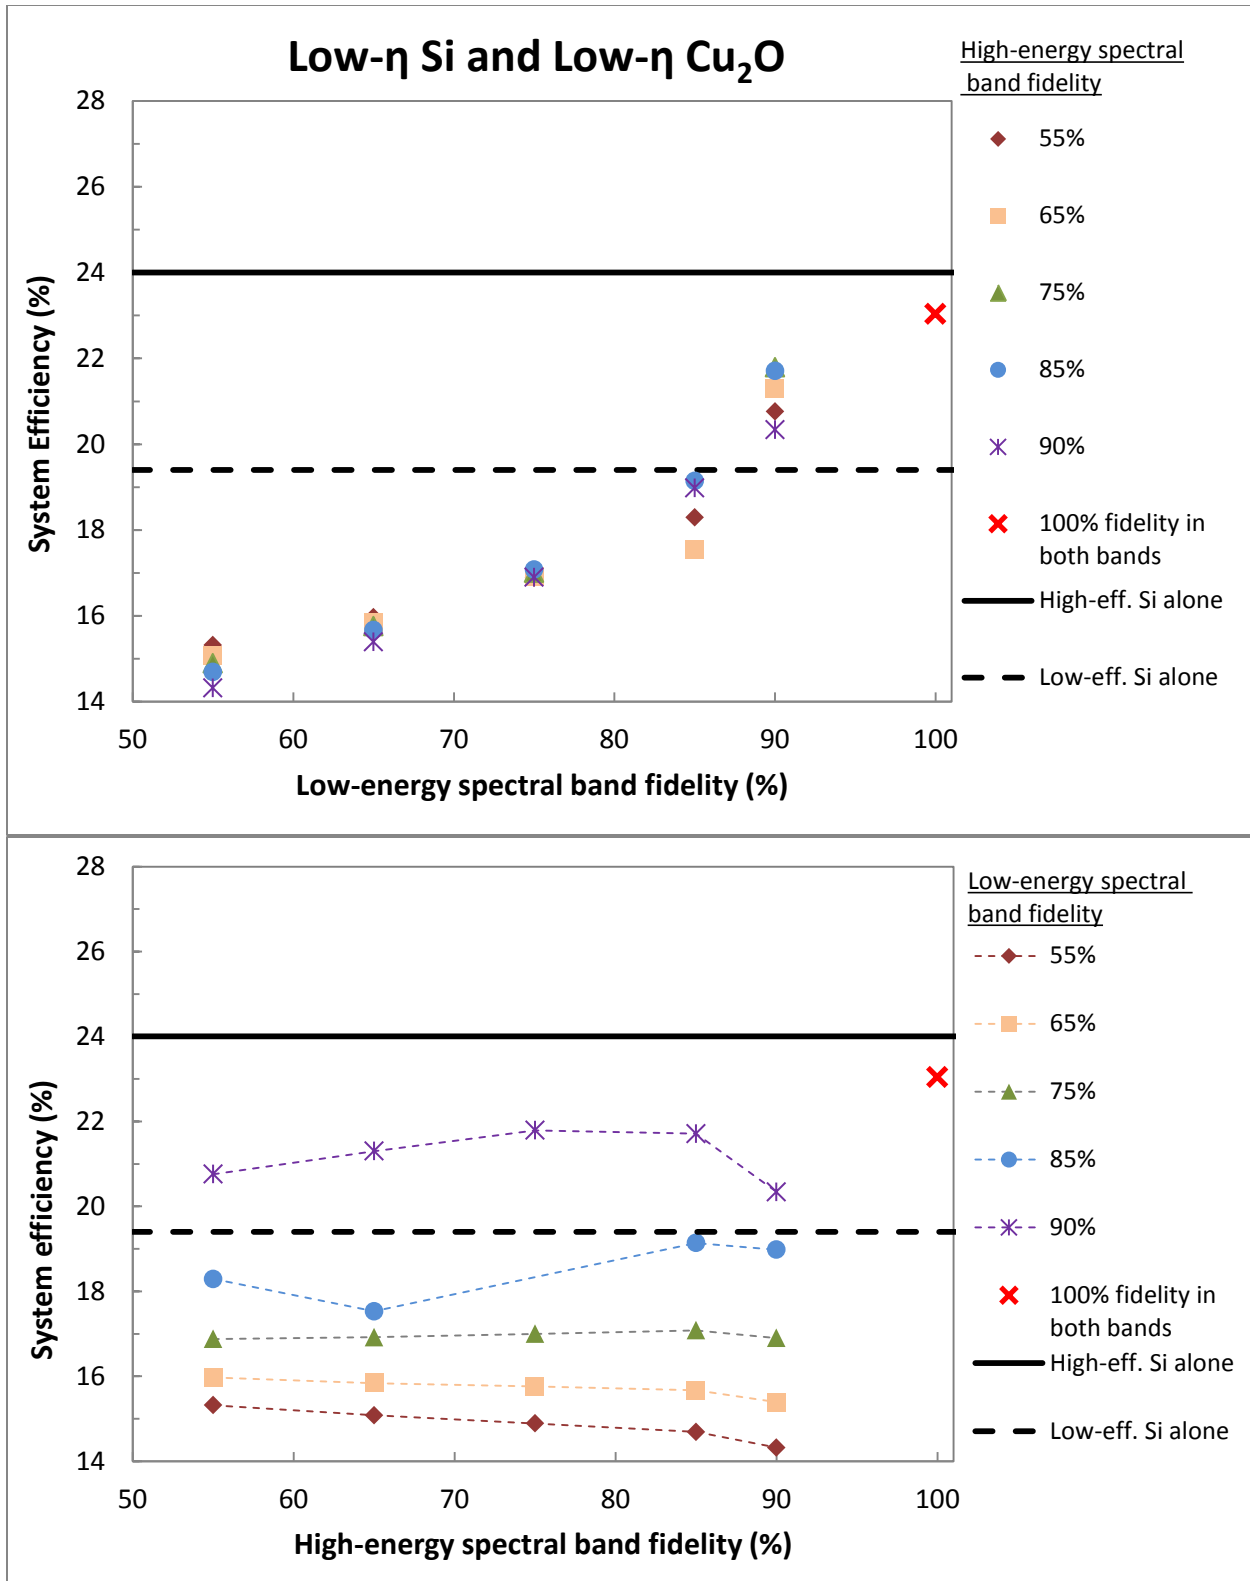 Low-η Si and Low-η Cu₂O
High-energy spectral
band fidelity
55%
65%
75%
85%
90%
100% fidelity in
both bands
High-eff. Si alone
Low-eff. Si alone
System Efficiency (%)
28
26
24
22
20
18
16
14
50
60
70
80
90
100
Low-energy spectral band fidelity (%)
Low-energy spectral
band fidelity
55%
65%
75%
85%
90%
100% fidelity in
both bands
High-eff. Si alone
Low-eff. Si alone
System efficiency (%)
28
26
24
22
20
18
16
14
50
60
70
80
90
100
High-energy spectral band fidelity (%)